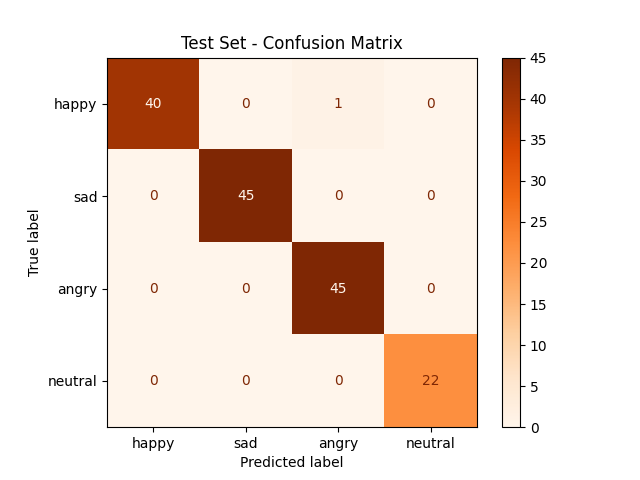 Test Set - Confusion Matrix
happy 40 0 1 0
sad 0 45 0 0
angry 0 0 45 0
neutral 0 0 0 22
happy sad angry neutral
Predicted label
True label
45
40
35
30
25
20
15
10
5
0